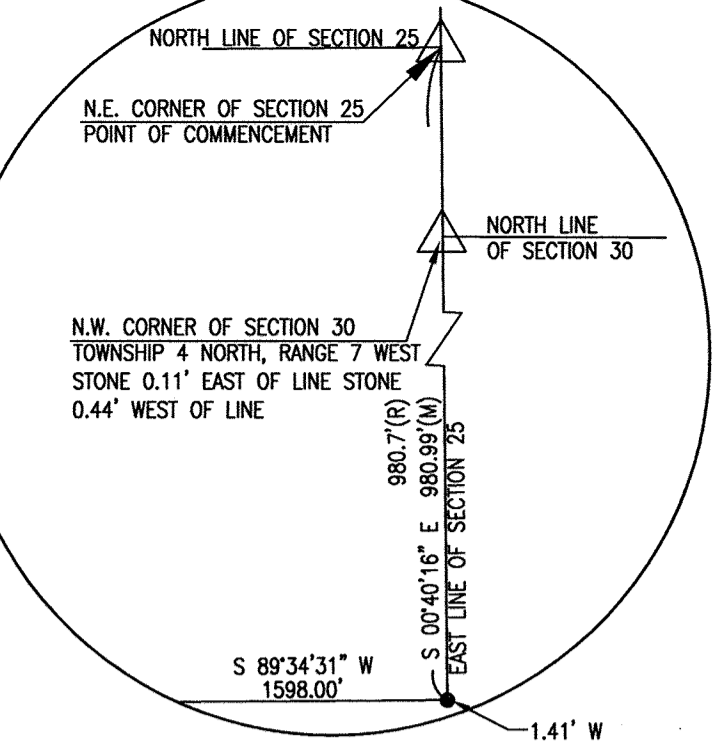 NORTH LINE OF SECTION 25
N.E. CORNER OF SECTION 25
POINT OF COMMENCEMENT
NORTH LINE
OF SECTION 30
N.W. CORNER OF SECTION 30
TOWNSHIP 4 NORTH, RANGE 7 WEST
STONE 0.11' EAST OF LINE STONE
0.44' WEST OF LINE
980.7'(R)
S 00°40'16" E 980.99'(M)
EAST LINE OF SECTION 25
S 89°34'31" W
1598.00'
1.41' W